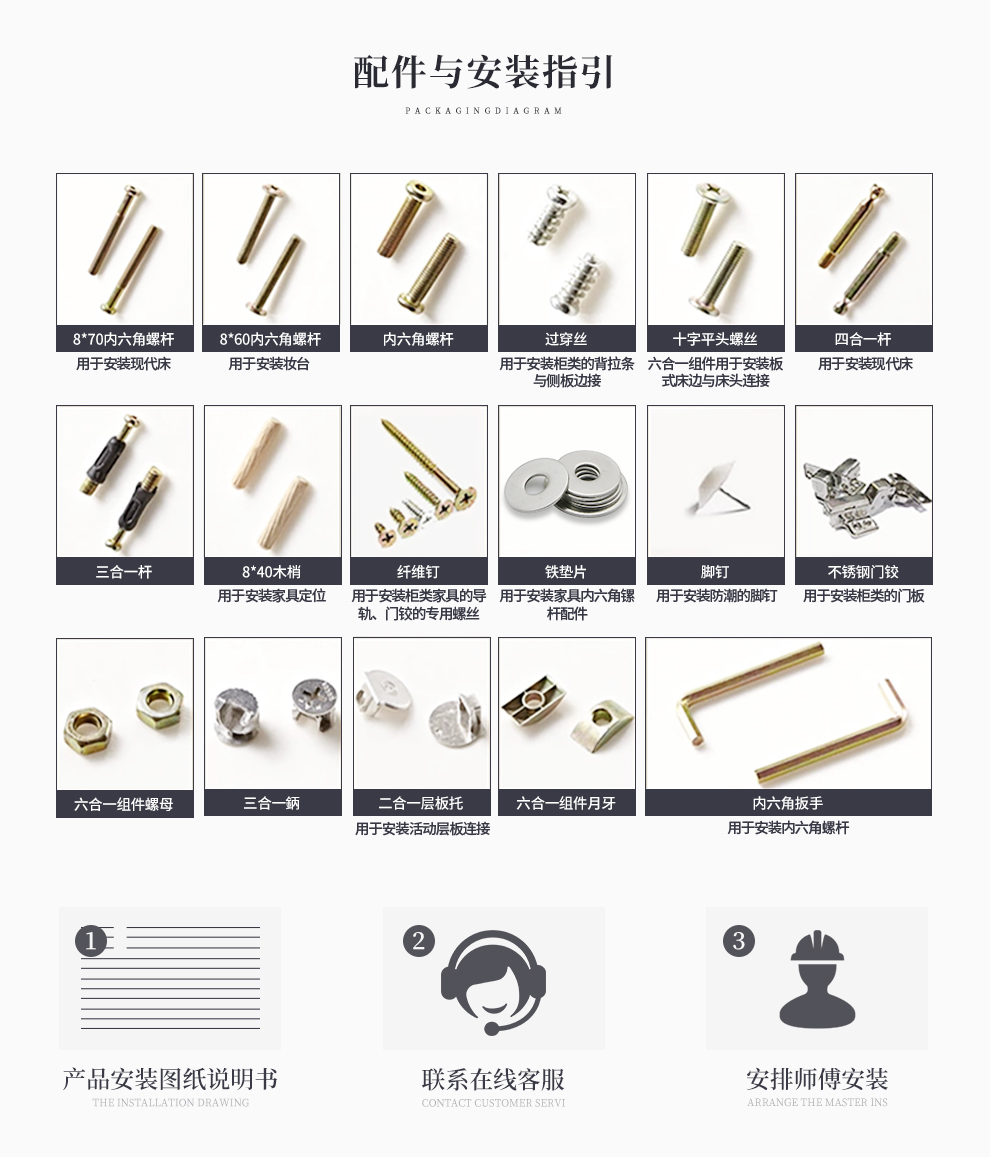 配件与安装指引
PACKAGINGDIAGRAM
8*70内六角螺杆
8*60内六角螺杆
内六角螺杆
过穿丝
十字平头螺丝
四合一杆
用于安装现代床
用于安装妆台
用于安装柜类的背拉条
与侧板边接
六合一组件用于安装板
式床边与床头连接
用于安装现代床
三合一杆
8*40木梢
纤维钉
铁垫片
脚钉
不锈钢门铰
用于安装家具定位
用于安装柜类家具的导
轨、门铰的专用螺丝
用于安装家具内六角镙
杆配件
用于安装防潮的脚钉
用于安装柜类的门板
六合一组件螺母
三合一鈵
二合一层板托
六合一组件月牙
内六角扳手
用于安装活动层板连接
用于安装内六角螺杆
1
2
3
产品安装图纸说明书
THE INSTALLATION DRAWING
联系在线客服
CONTACT CUSTOMER SERVI
安排师傅安装
ARRANGE THE MASTER INS